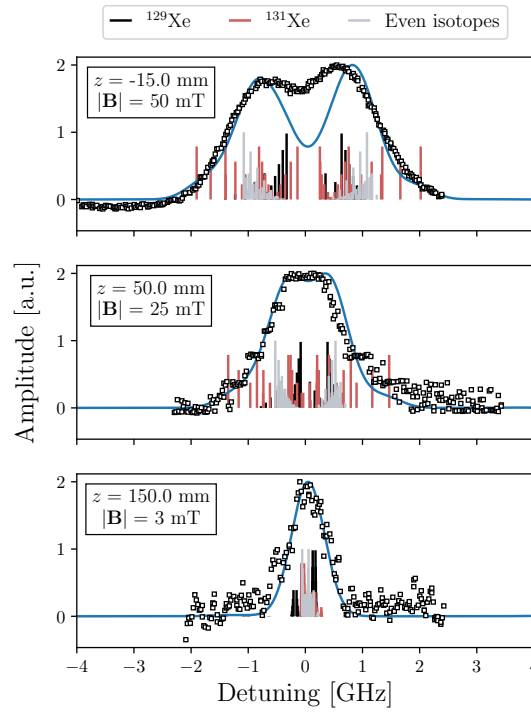 129Xe 131Xe Even isotopes
z = -15.0 mm
|B| = 50 mT
2
1
0
z = 50.0 mm
|B| = 25 mT
2
1
0
Amplitude [a.u.]
z = 150.0 mm
|B| = 3 mT
2
1
0
−4 −3 −2 −1 0 1 2 3 4
Detuning [GHz]